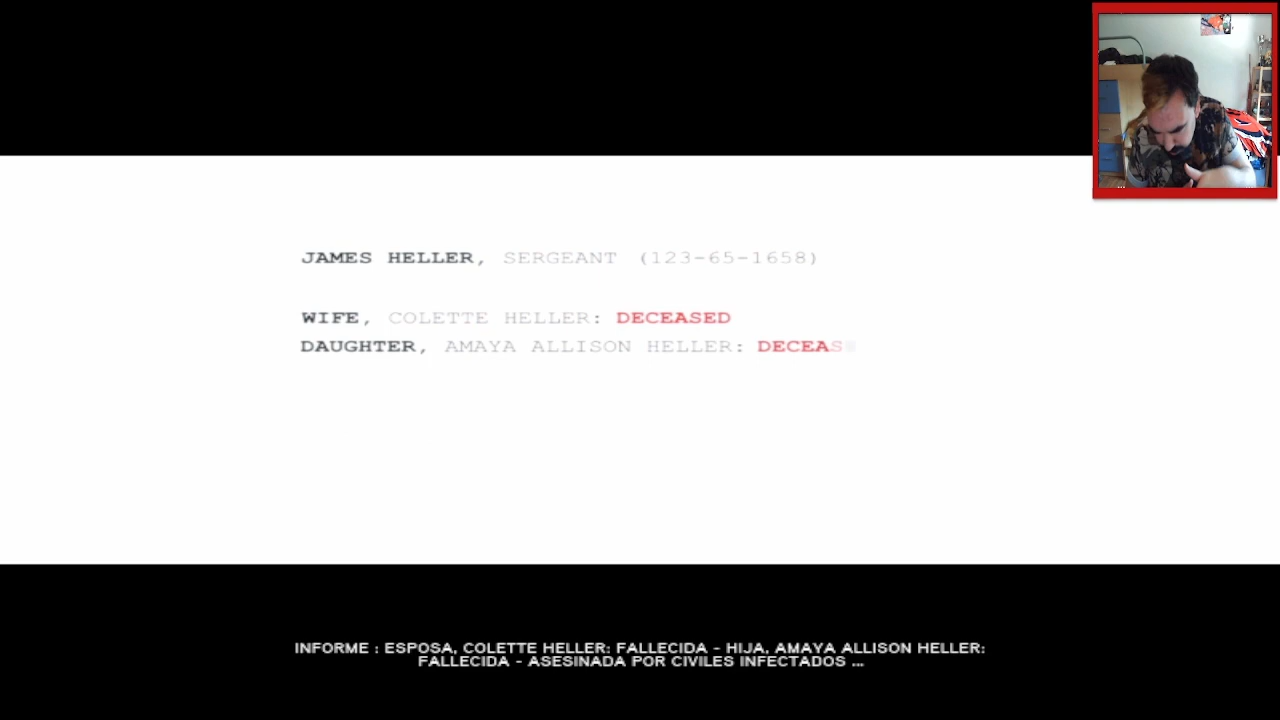 JAMES HELLER, SERGEANT (123-65-1658)
WIFE, COLETTE HELLER: DECEASED
DAUGHTER, AMAYA ALLISON HELLER: DECEAS
INFORME : ESPOSA, COLETTE HELLER: FALLECIDA - HIJA, AMAYA ALLISON HELLER:
FALLECIDA - ASESINADA POR CIVILES INFECTADOS ...